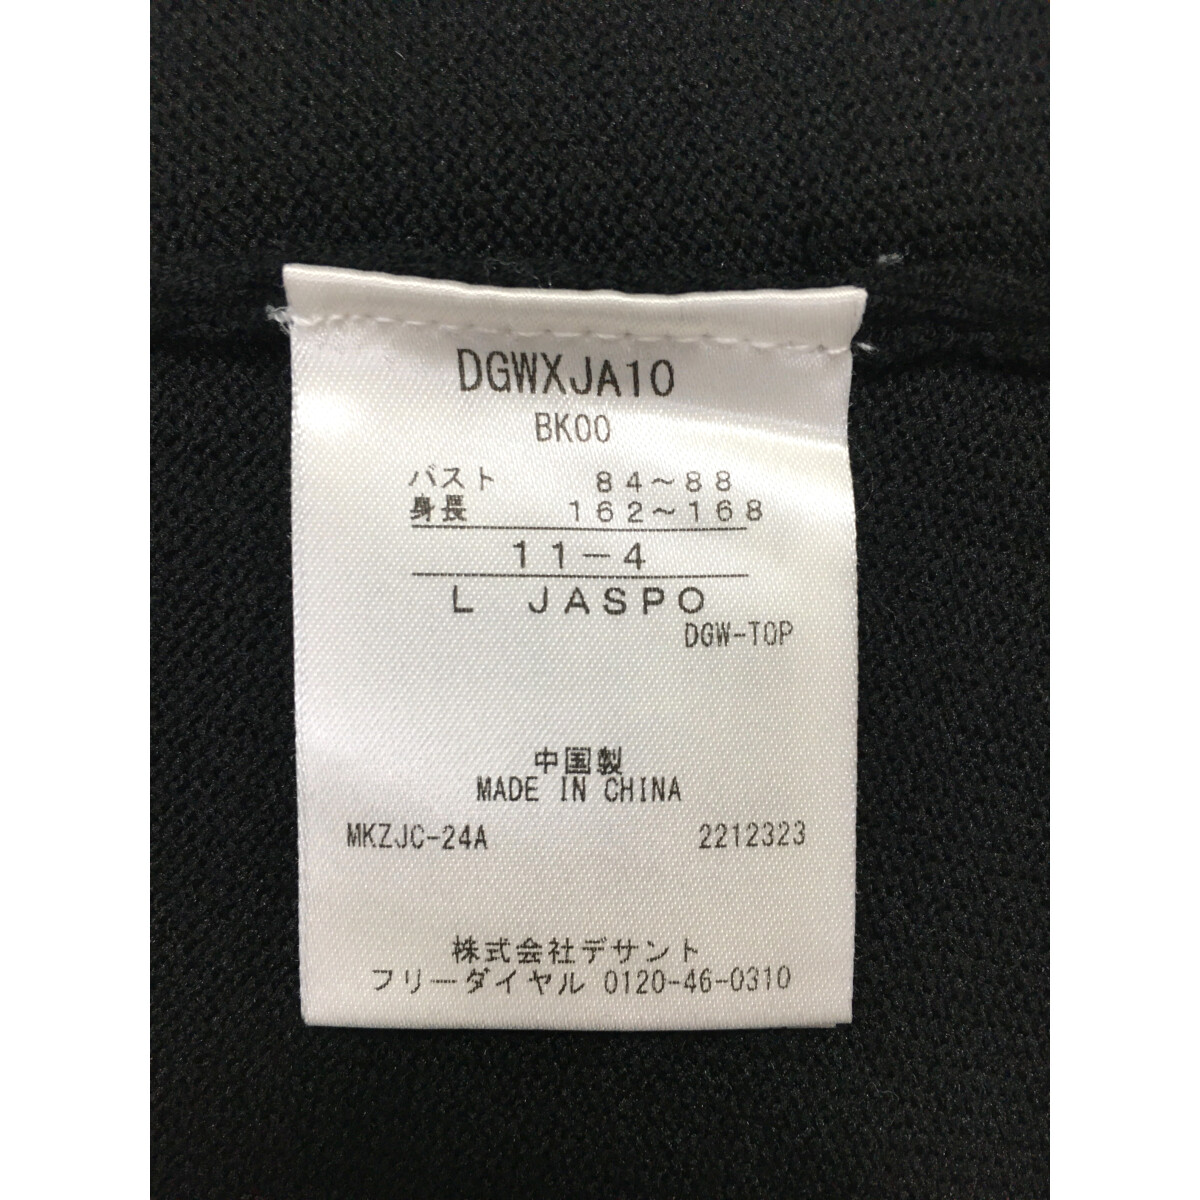 DGWXJA10
BK00
バスト 84～88
身長 162～168
11-4
L JASPO
DGW-TOP
中国製
MADE IN CHINA
MKZJC-24A 2212323
株式会社デサント
フリーダイヤル 0120-46-0310